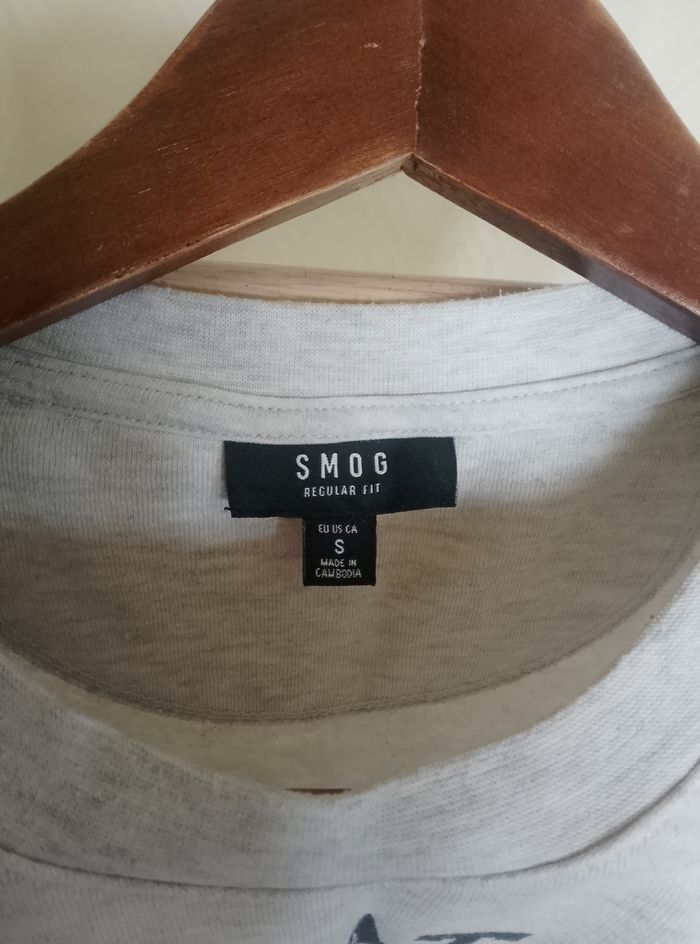 SMOG
REGULAR FIT
EU US CA
S
MADE IN
CAMBODIA